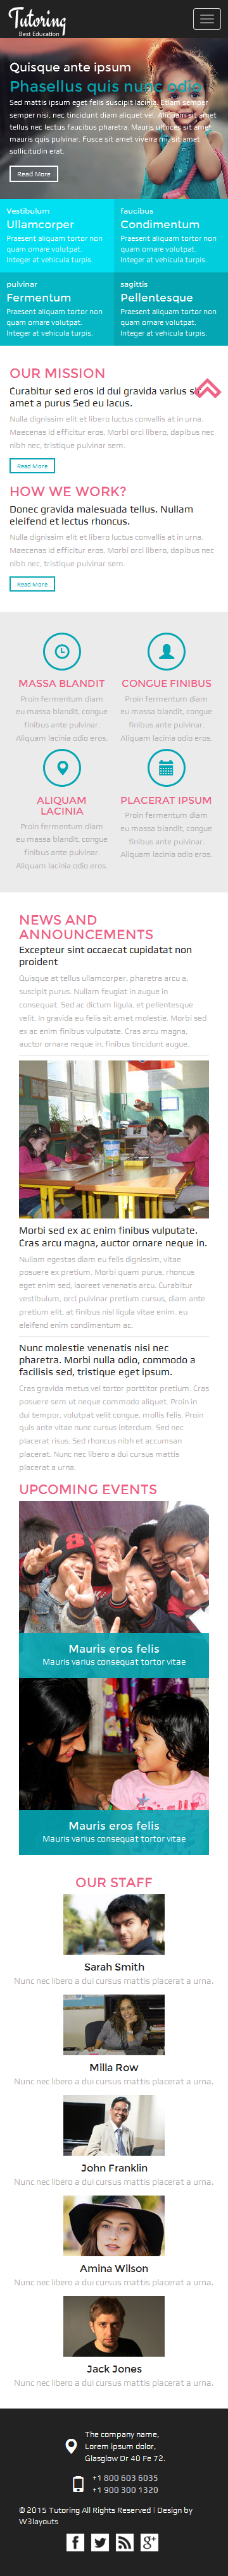 Tutoring
Best Education
Quisque ante ipsum
Phasellus quis nunc odio
Sed mattis ipsum eget felis suscipit lacinia. Etiam semper
semper nisi, nec tincidunt diam aliquet vel. Aliquam sit amet
tellus nec lectus faucibus pharetra. Mauris ultrices sit amet
mauris quis pulvinar. Fusce sit amet viverra mi, sit amet
sollicitudin erat.
Read More
Vestibulum
Ullamcorper
Praesent aliquam tortor non
quam ornare volutpat.
Integer at vehicula turpis.
faucibus
Condimentum
Praesent aliquam tortor non
quam ornare volutpat.
Integer at vehicula turpis.
pulvinar
Fermentum
Praesent aliquam tortor non
quam ornare volutpat.
Integer at vehicula turpis.
sagittis
Pellentesque
Praesent aliquam tortor non
quam ornare volutpat.
Integer at vehicula turpis.
OUR MISSION
Curabitur sed eros id dui gravida varius
amet a purus Sed eu lacus.
Nulla dignissim elit et libero luctus convallis at in urna.
Maecenas id efficitur eros. Morbi orci libero, dapibus nec
nibh nec, tristique pulvinar sem.
Read More
HOW WE WORK?
Donec gravida malesuada tellus. Nullam
eleifend et lectus rhoncus.
Nulla dignissim elit et libero luctus convallis at in urna.
Maecenas id efficitur eros. Morbi orci libero, dapibus nec
nibh nec, tristique pulvinar sem.
Read More
MASSA BLANDIT
Proin fermentum diam
eu massa blandit, congue
finibus ante pulvinar.
Aliquam lacinia odio eros.
CONGUE FINIBUS
Proin fermentum diam
eu massa blandit, congue
finibus ante pulvinar.
Aliquam lacinia odio eros.
ALIQUAM
LACINIA
Proin fermentum diam
eu massa blandit, congue
finibus ante pulvinar.
Aliquam lacinia odio eros.
PLACERAT IPSUM
Proin fermentum diam
eu massa blandit, congue
finibus ante pulvinar.
Aliquam lacinia odio eros.
NEWS AND
ANNOUNCEMENTS
Excepteur sint occaecat cupidatat non
proident
Quisque at tellus ullamcorper, pharetra arcu a,
suscipit purus. Nullam feugiat in augue in
consequat. Sed ac dictum ligula, et pellentesque
velit. In gravida eu felis sit amet molestie. Morbi sed
ex ac enim finibus vulputate. Cras arcu magna,
auctor ornare neque in, finibus tincidunt augue.
Morbi sed ex ac enim finibus vulputate.
Cras arcu magna, auctor ornare neque in.
Nullam egestas diam eu felis dignissim, vitae
posuere ex pretium. Morbi quam purus, rhoncus
eget enim sed, laoreet venenatis arcu. Curabitur
vestibulum, orci pulvinar pretium cursus, diam ante
pretium elit, at finibus nisl ligula vitae enim. eu
eleifend enim condimentum ac.
Nunc molestie venenatis nisi nec
pharetra. Morbi nulla odio, commodo a
facilisis sed, tristique eget ipsum.
Cras gravida metus vel tortor porttitor pretium. Cras
posuere sem ut neque commodo aliquet. Proin in
dui tempor, volutpat velit congue, mollis felis. Proin
quis ante vitae nunc cursus interdum. Sed nec
placerat risus. Sed rhoncus nibh et accumsan
placerat. Nunc nec libero a dui cursus mattis
placerat a urna.
UPCOMING EVENTS
Mauris eros felis
Mauris varius consequat tortor vitae
Mauris eros felis
Mauris varius consequat tortor vitae
OUR STAFF
Sarah Smith
Nunc nec libero a dui cursus mattis placerat a urna.
Milla Row
Nunc nec libero a dui cursus mattis placerat a urna.
John Franklin
Nunc nec libero a dui cursus mattis placerat a urna.
Amina Wilson
Nunc nec libero a dui cursus mattis placerat a urna.
Jack Jones
Nunc nec libero a dui cursus mattis placerat a urna.
The company name,
Lorem ipsum dolor,
Glasglow Dr 40 Fe 72.
+1 800 603 6035
+1 900 300 1320
© 2015 Tutoring All Rights Reserved | Design by
W3layouts